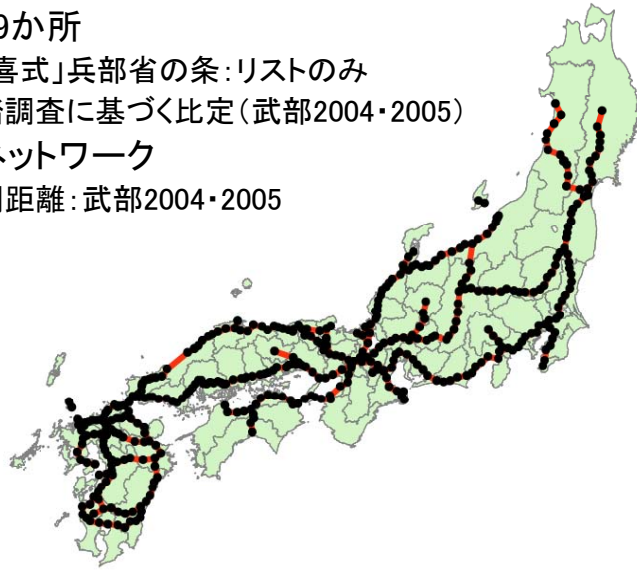 9か所
喜式」兵部省の条：リストのみ
調査に基づく比定（武部2004・2005）
ネットワーク
距離：武部2004・2005